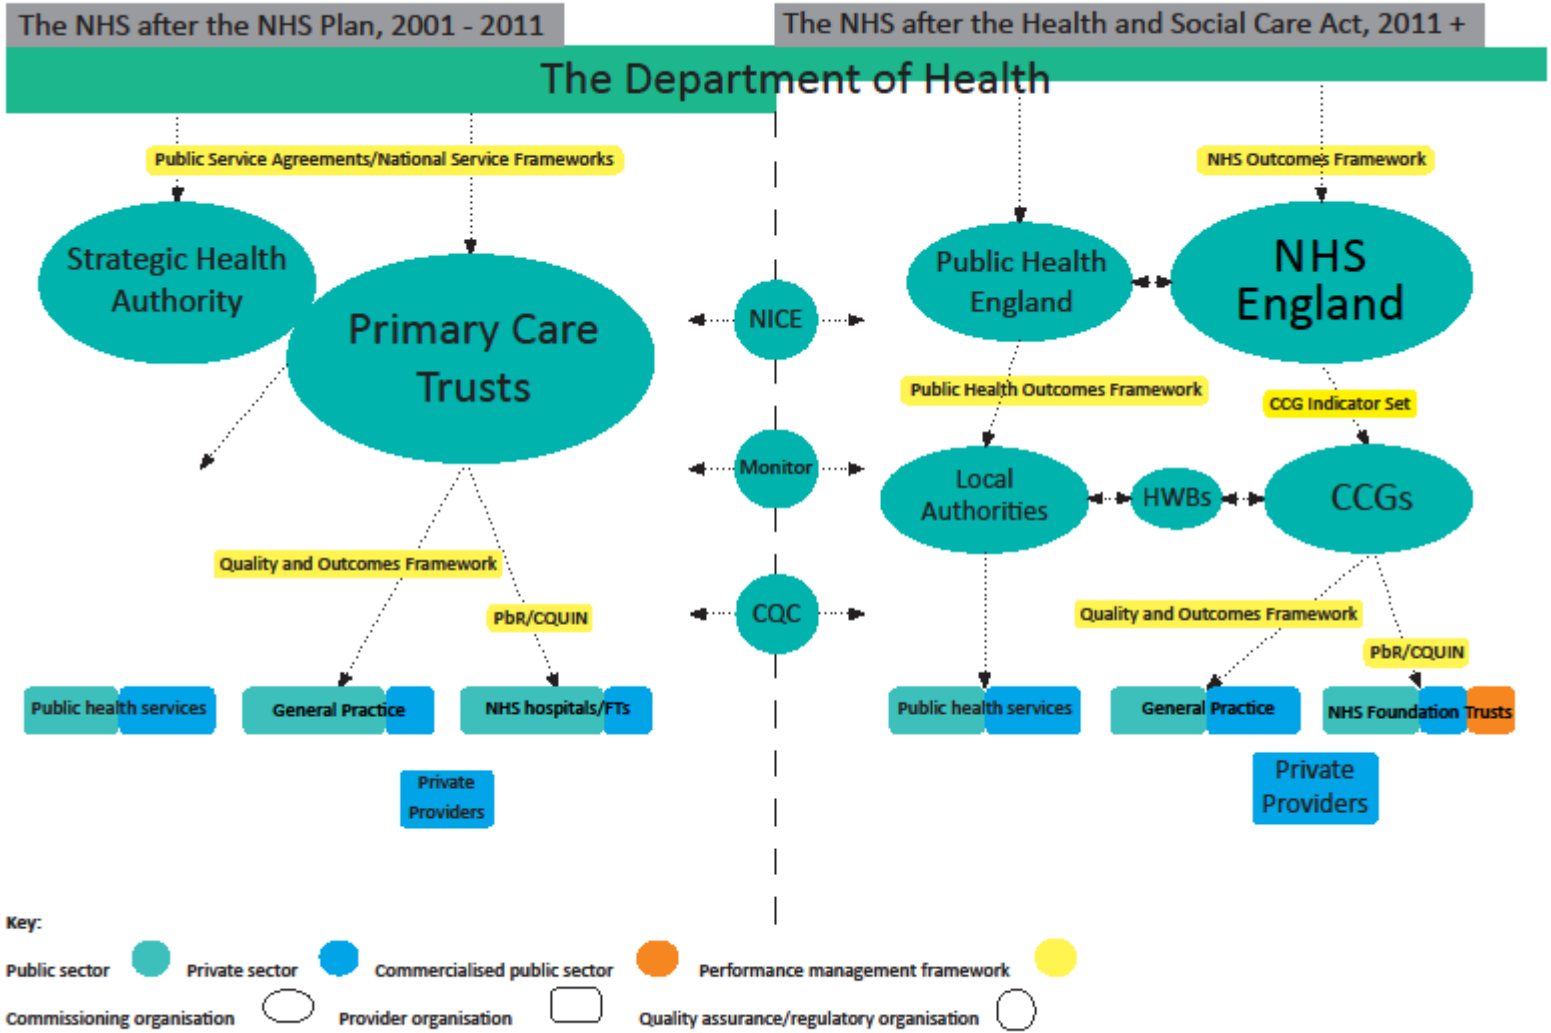 The NHS after the NHS Plan, 2001 - 2011
The NHS after the Health and Social Care Act, 2011 +
The Department of Health
Public Service Agreements/National Service Frameworks
NHS Outcomes Framework
Strategic Health
Authority
Primary Care
Trusts
NICE
Monitor
CQC
Public Health
England
NHS
England
Public Health Outcomes Framework
CCG Indicator Set
Local
Authorities
HWBs
CCGs
Quality and Outcomes Framework
PbR/CQUIN
Quality and Outcomes Framework
PbR/CQUIN
Public health services
General Practice
NHS hospitals/FTs
Public health services
General Practice
NHS Foundation Trusts
Private
Providers
Private
Providers
Key:
Public sector
Private sector
Commercialised public sector
Performance management framework
Commissioning organisation
Provider organisation
Quality assurance/regulatory organisation